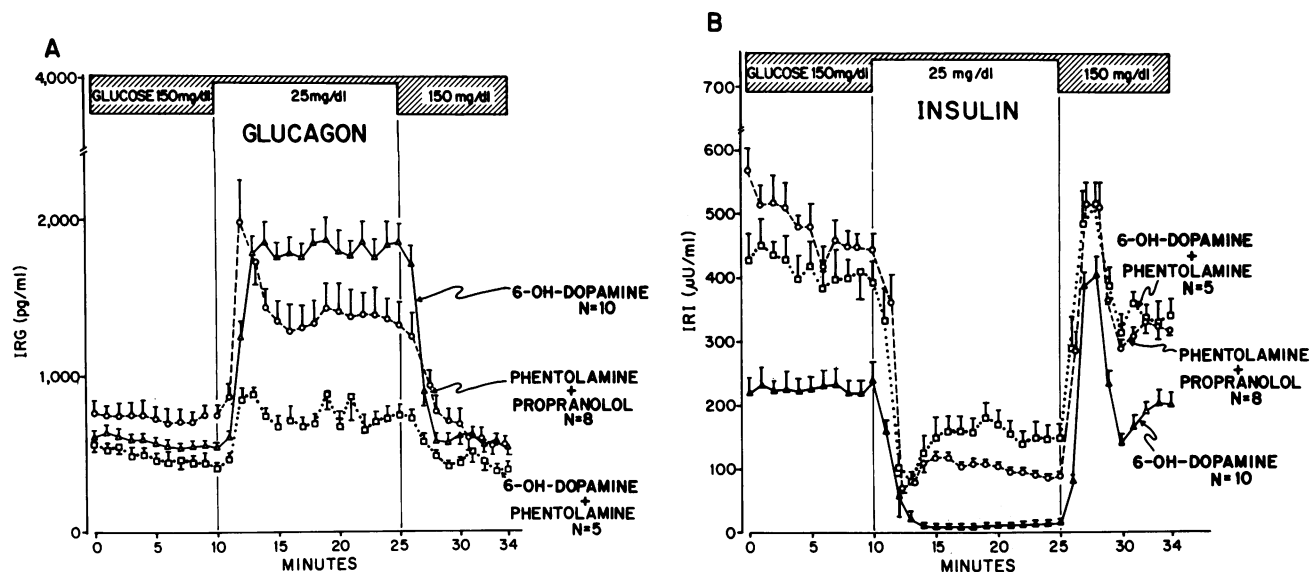 A
4,000
GLUCOSE 150mg/dl
25mg/dl
150 mg/dl
GLUCAGON
2,000
1,000
0
IRG (pg/ml)
6-OH-DOPAMINE
N=10
PHENTOLAMINE
+
PROPRANOLOL
N=8
6-OH-DOPAMINE
+
PHENTOLAMINE
N=5
0 5 10 15 20 25 30 34
MINUTES
B
700
GLUCOSE 150mg/dl
25 mg/dl
150 mg/dl
INSULIN
600
500
400
300
200
100
0
IRI (μU/ml)
6-OH-DOPAMINE
+
PHENTOLAMINE
N=5
PHENTOLAMINE
+
PROPRANOLOL
N=8
6-OH-DOPAMINE
N=10
0 5 10 15 20 25 30 34
MINUTES